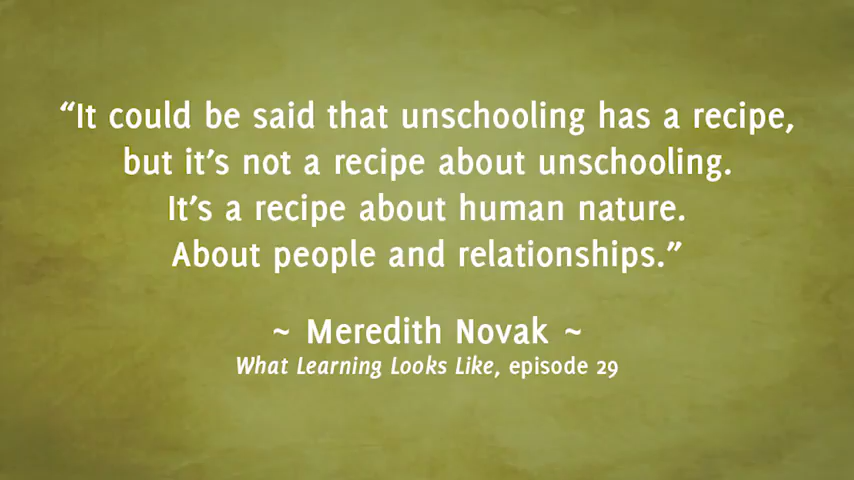 “It could be said that unschooling has a recipe,
but it’s not a recipe about unschooling.
It’s a recipe about human nature.
About people and relationships.”
~ Meredith Novak ~
What Learning Looks Like, episode 29